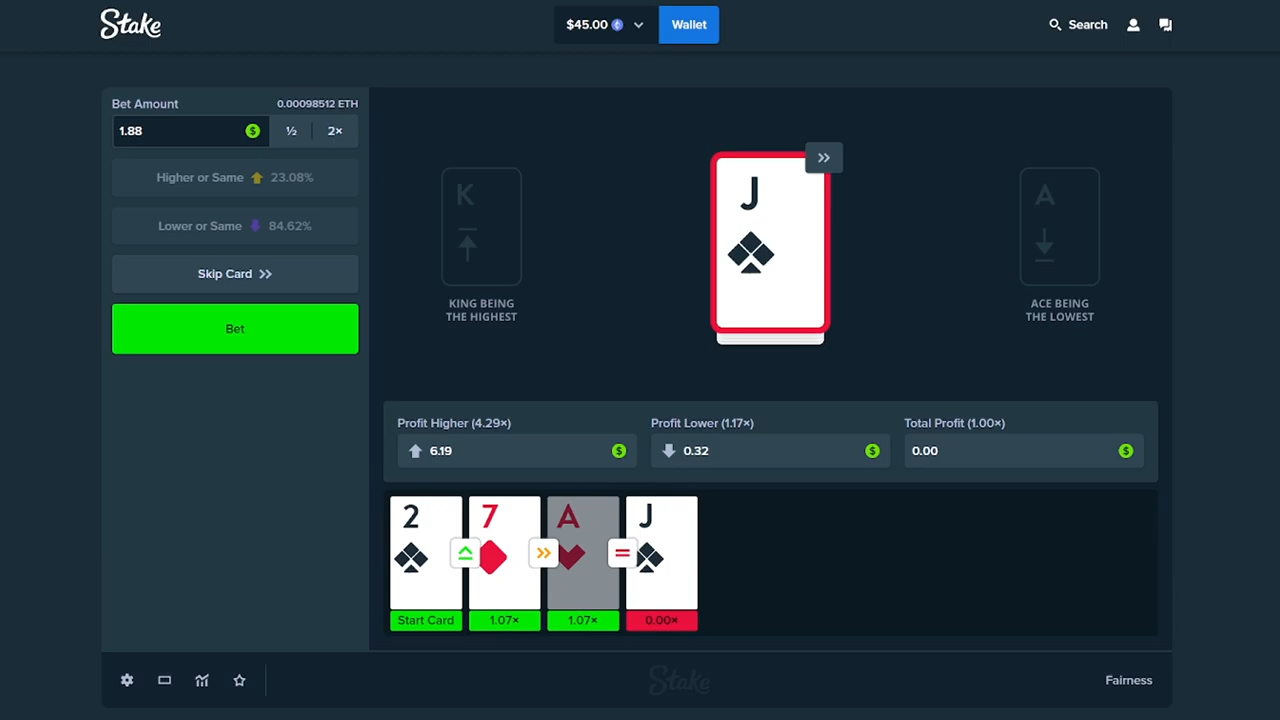 Stake
$45.00
Wallet
Search
Bet Amount
0.00098512 ETH
1.88
$
½
2×
Higher or Same 23.08%
Lower or Same 84.62%
Skip Card
Bet
K
KING BEING
THE HIGHEST
J
A
ACE BEING
THE LOWEST
Profit Higher (4.29×)
6.19
$
Profit Lower (1.17×)
0.32
$
Total Profit (1.00×)
0.00
$
2
7
A
J
=
Start Card
1.07×
1.07×
0.00×
Stake
Fairness